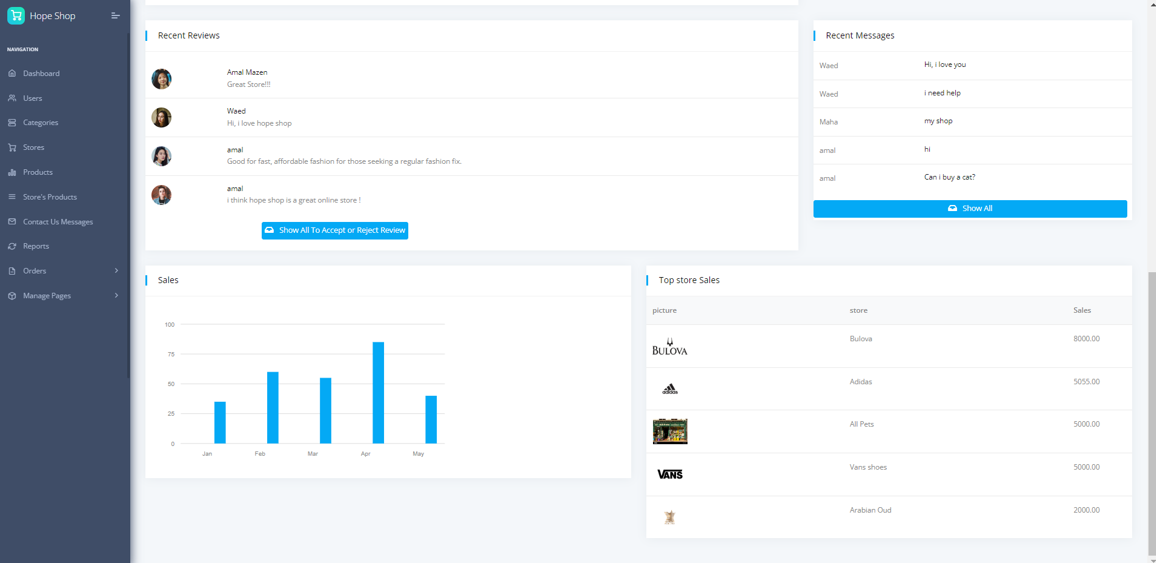 Hope Shop
NAVIGATION
Dashboard
Users
Categories
Stores
Products
Store's Products
Contact Us Messages
Reports
Orders
Manage Pages
Recent Reviews
Amal Mazen
Great Store!!!
Waed
Hi, i love hope shop
amal
Good for fast, affordable fashion for those seeking a regular fashion fix.
amal
i think hope shop is a great online store !
Show All To Accept or Reject Review
Recent Messages
Waed Hi, i love you
Waed i need help
Maha my shop
amal hi
amal Can i buy a cat?
Show All
Sales
100
75
50
25
0
Jan Feb Mar Apr May
Top store Sales
picture store Sales
BULOVA Bulova 8000.00
adidas Adidas 5055.00
All Pets 5000.00
VANS Vans shoes 5000.00
Arabian Oud 2000.00